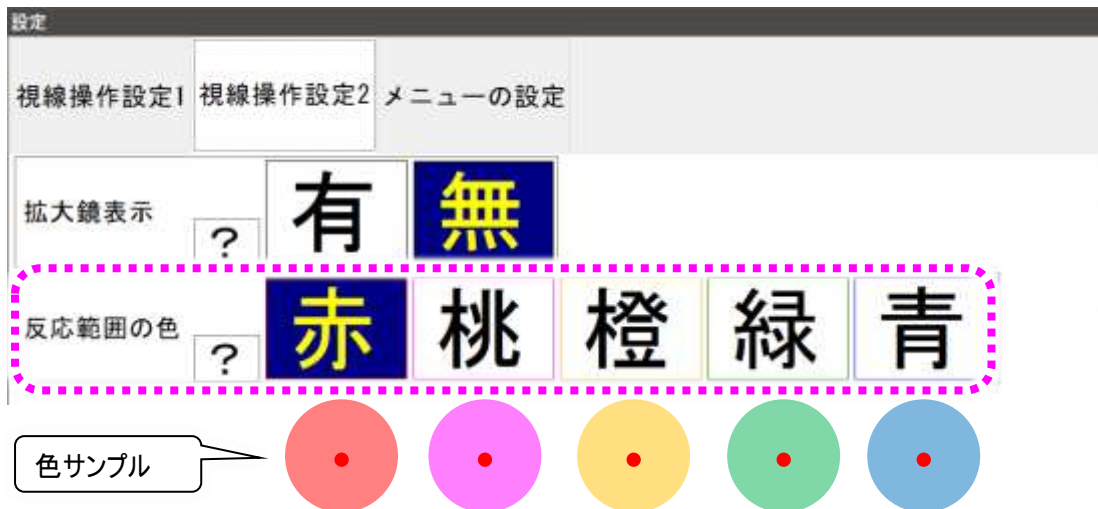 設定
視線操作設定1 視線操作設定2 メニューの設定
拡大鏡表示 ? 有 無
反応範囲の色 ? 赤 桃 橙 緑 青
色サンプル